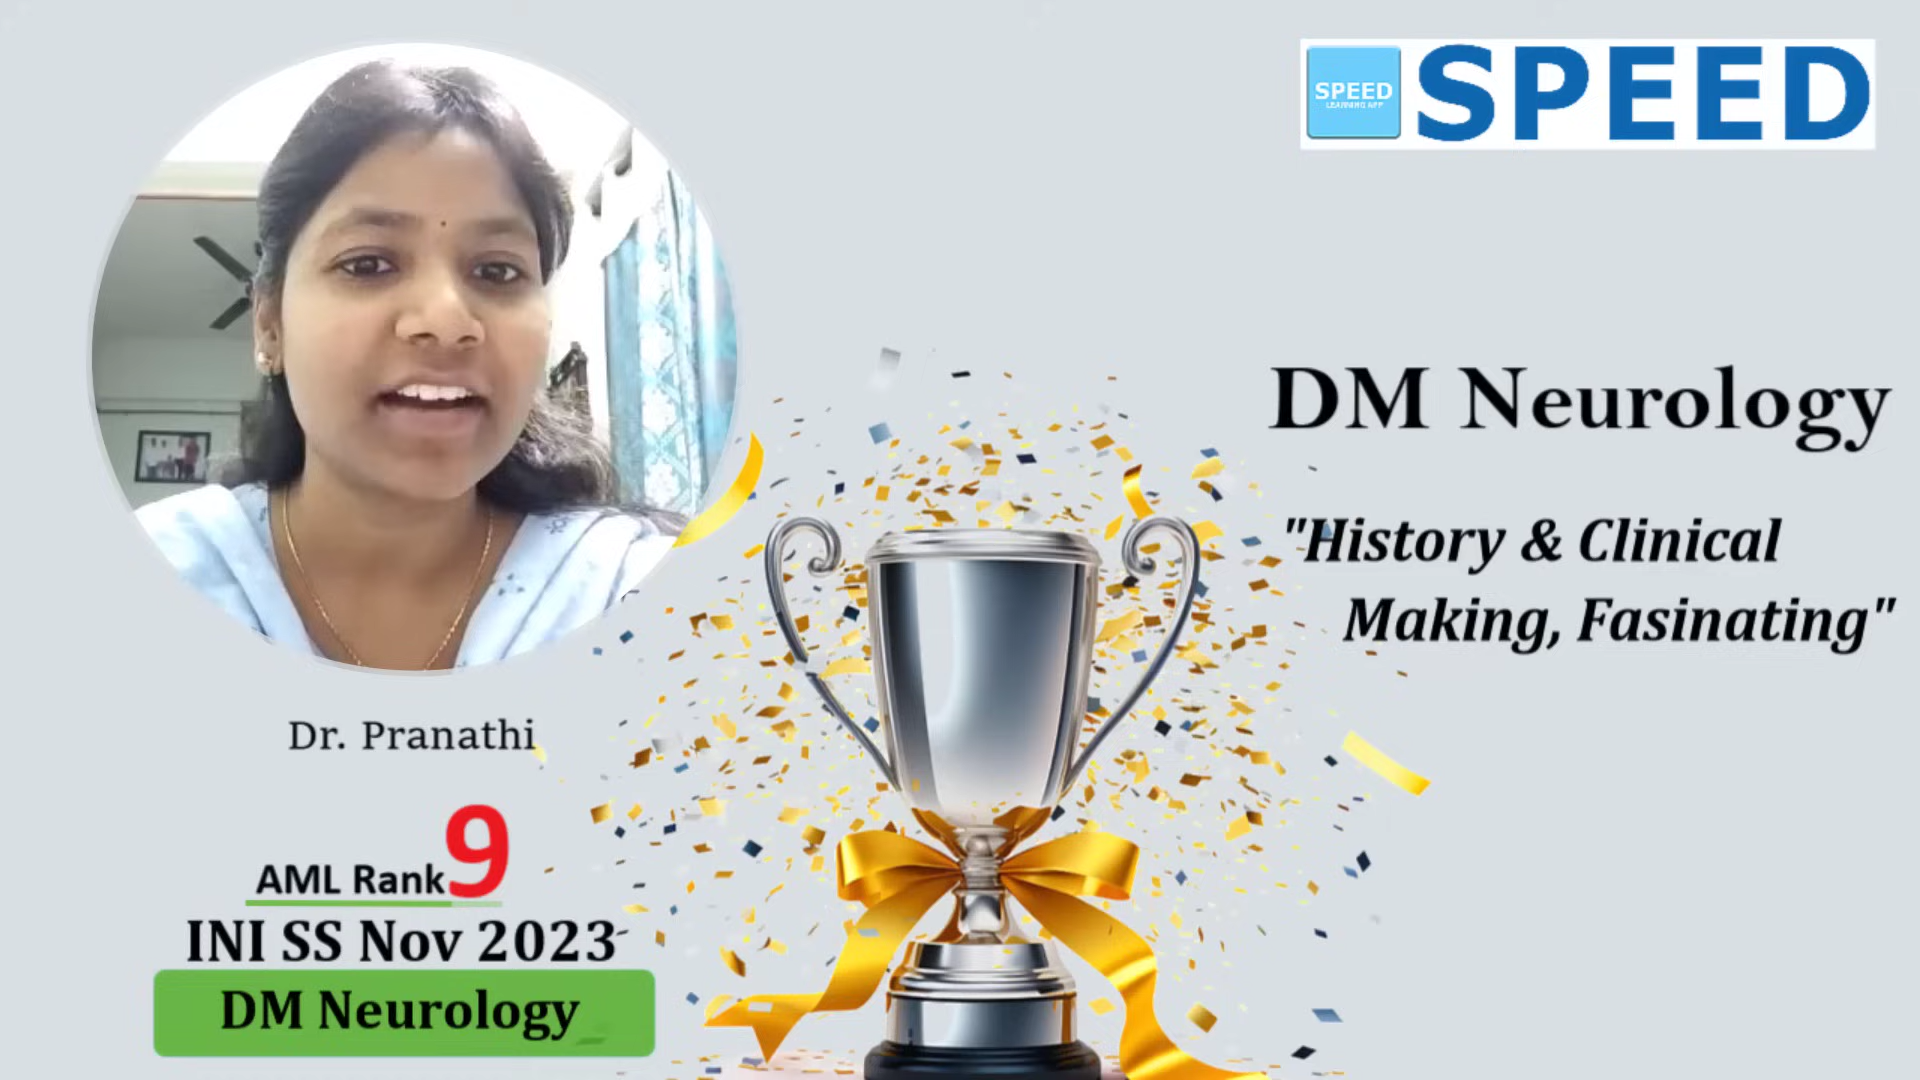 SPEED
LEARNING APP
SPEED
DM Neurology
"History & Clinical
Making, Fasinating"
Dr. Pranathi
AML Rank 9
INI SS Nov 2023
DM Neurology